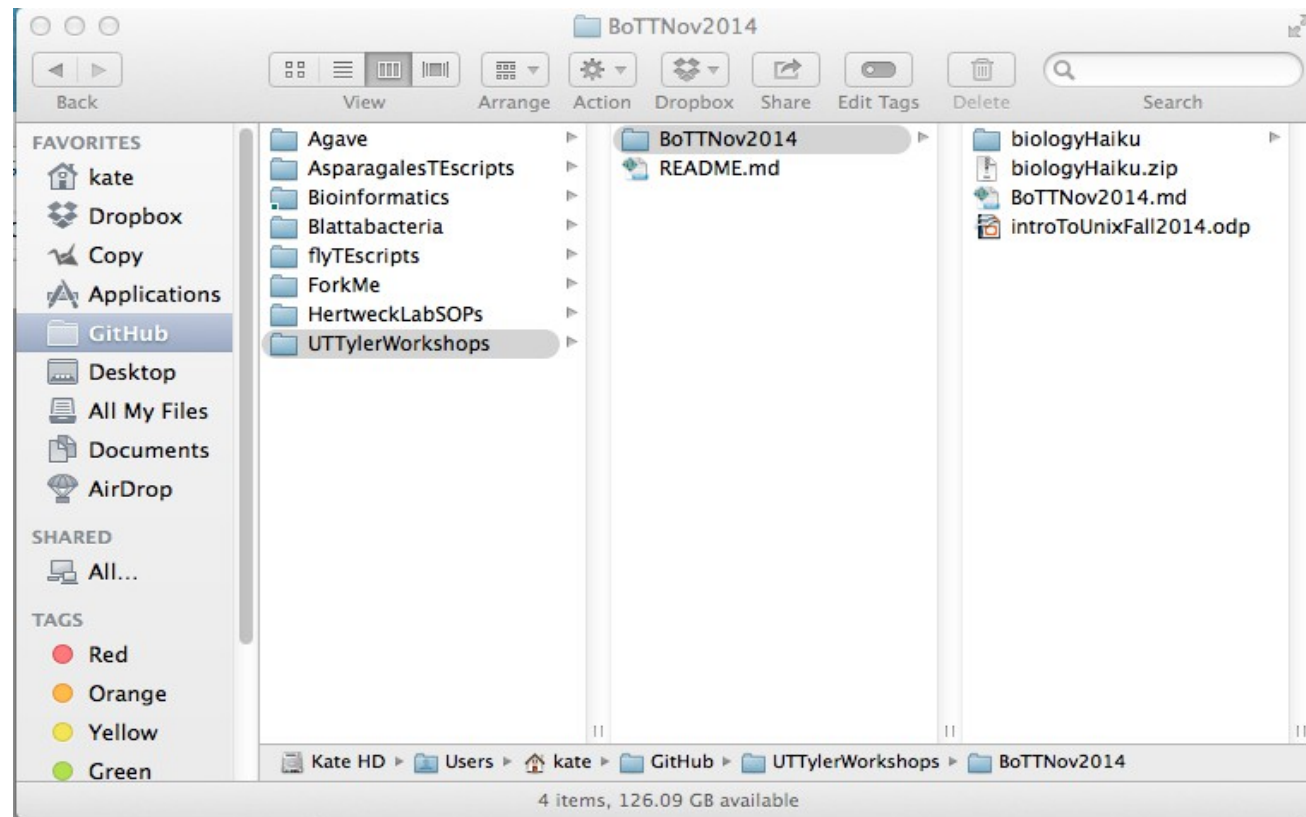 BoTTNov2014
Back View Arrange Action Dropbox Share Edit Tags Delete Search
FAVORITES
kate
Dropbox
Copy
Applications
GitHub
Desktop
All My Files
Documents
AirDrop
SHARED
All...
TAGS
Red
Orange
Yellow
Green
Agave
AsparagalesTEscripts
Bioinformatics
Blattabacteria
flyTEscripts
ForkMe
HertweckLabSOPs
UTTylerWorkshops
BoTTNov2014
README.md
biologyHaiku
biologyHaiku.zip
BoTTNov2014.md
introToUnixFall2014.odp
Kate HD ▸ Users ▸ kate ▸ GitHub ▸ UTTylerWorkshops ▸ BoTTNov2014
4 items, 126.09 GB available